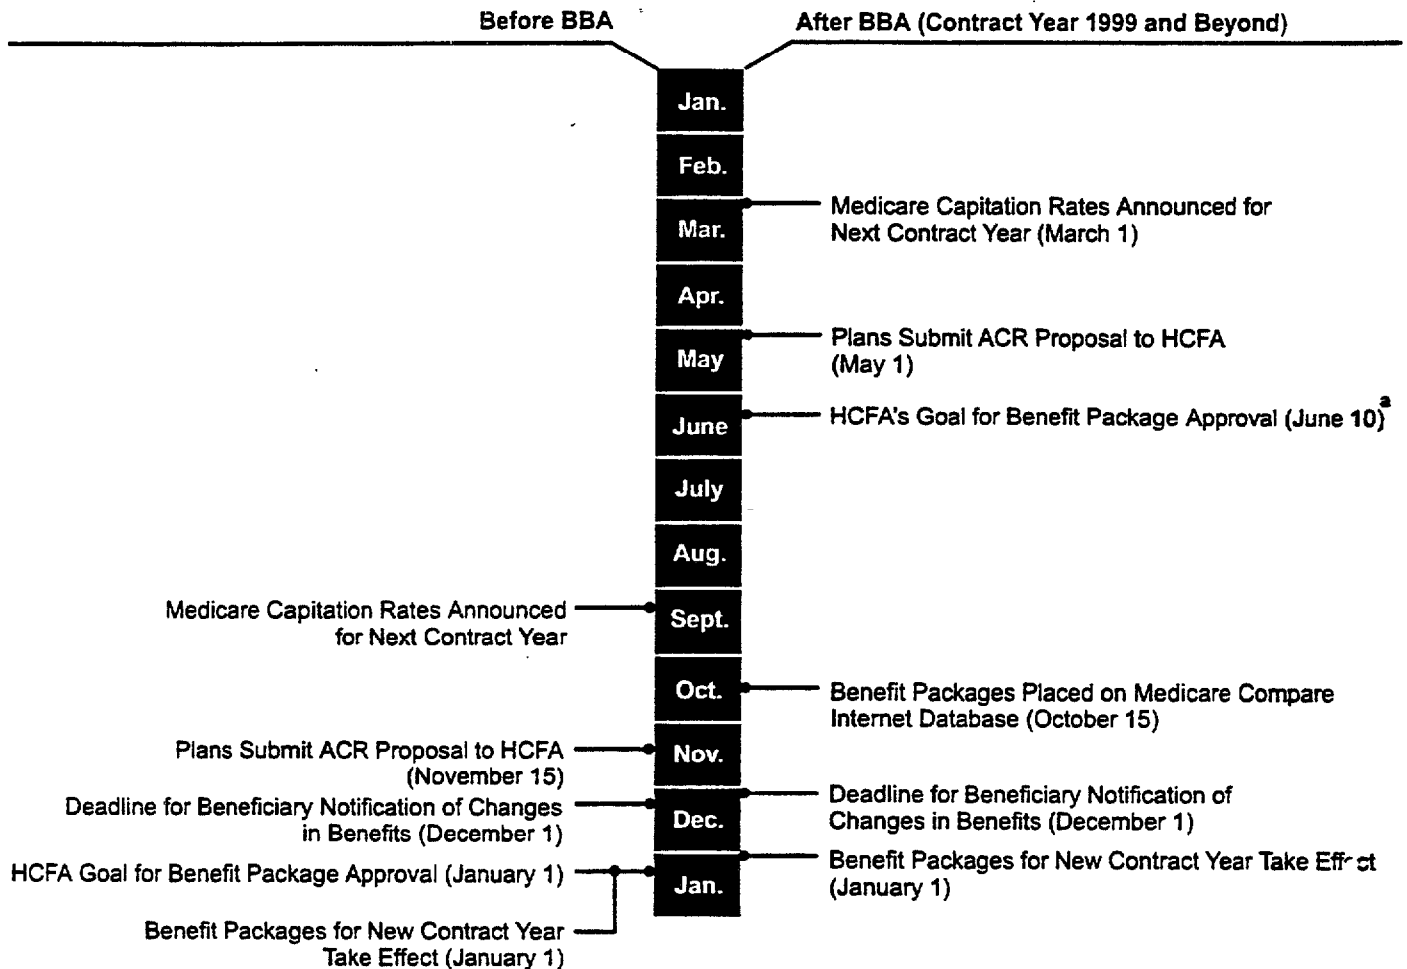 Before BBA
After BBA (Contract Year 1999 and Beyond)
Jan.
Feb.
Mar.
Medicare Capitation Rates Announced for
Next Contract Year (March 1)
Apr.
May
Plans Submit ACR Proposal to HCFA
(May 1)
June
HCFA's Goal for Benefit Package Approval (June 10)a
July
Aug.
Medicare Capitation Rates Announced
for Next Contract Year
Sept.
Oct.
Benefit Packages Placed on Medicare Compare
Internet Database (October 15)
Plans Submit ACR Proposal to HCFA
(November 15)
Nov.
Deadline for Beneficiary Notification of Changes
in Benefits (December 1)
Dec.
Deadline for Beneficiary Notification of
Changes in Benefits (December 1)
HCFA Goal for Benefit Package Approval (January 1)
Jan.
Benefit Packages for New Contract Year Take Effect
(January 1)
Benefit Packages for New Contract Year
Take Effect (January 1)